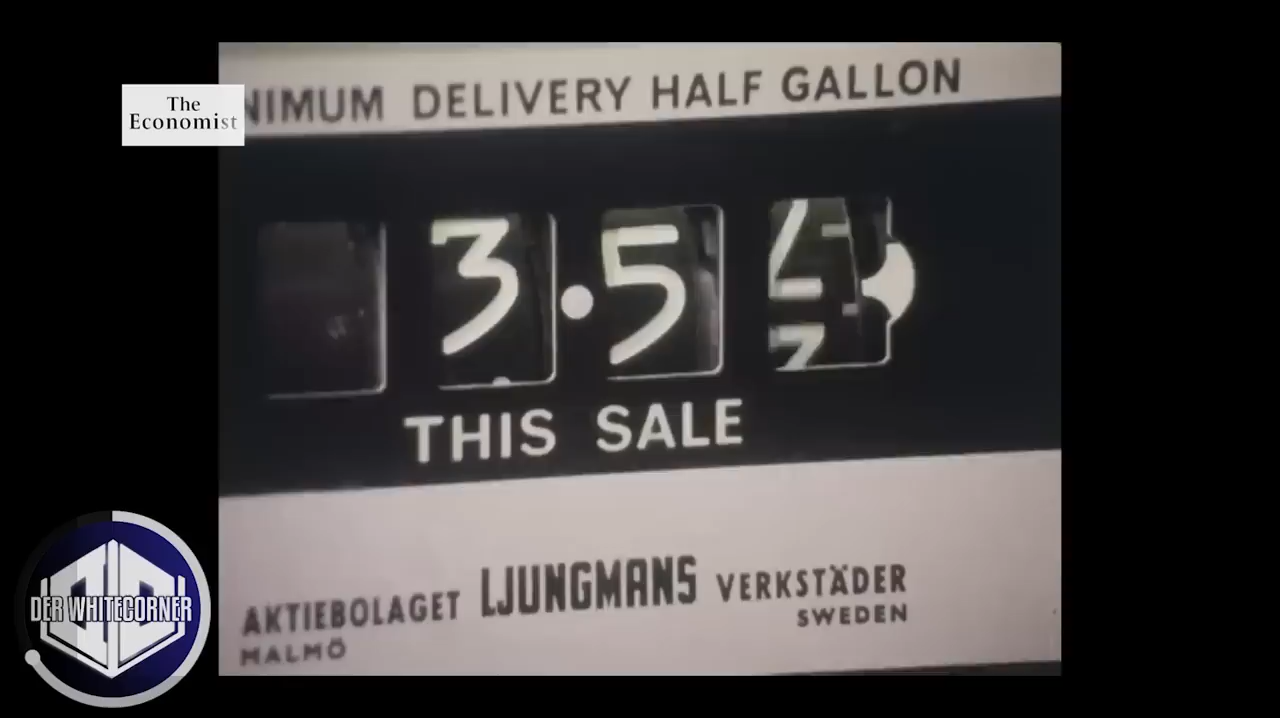 The
Economist
NIMUM DELIVERY HALF GALLON
3.5
THIS SALE
AKTIEBOLAGET LJUNGMANS VERKSTÄDER
MALMÖ
SWEDEN
DER WHITECORNER